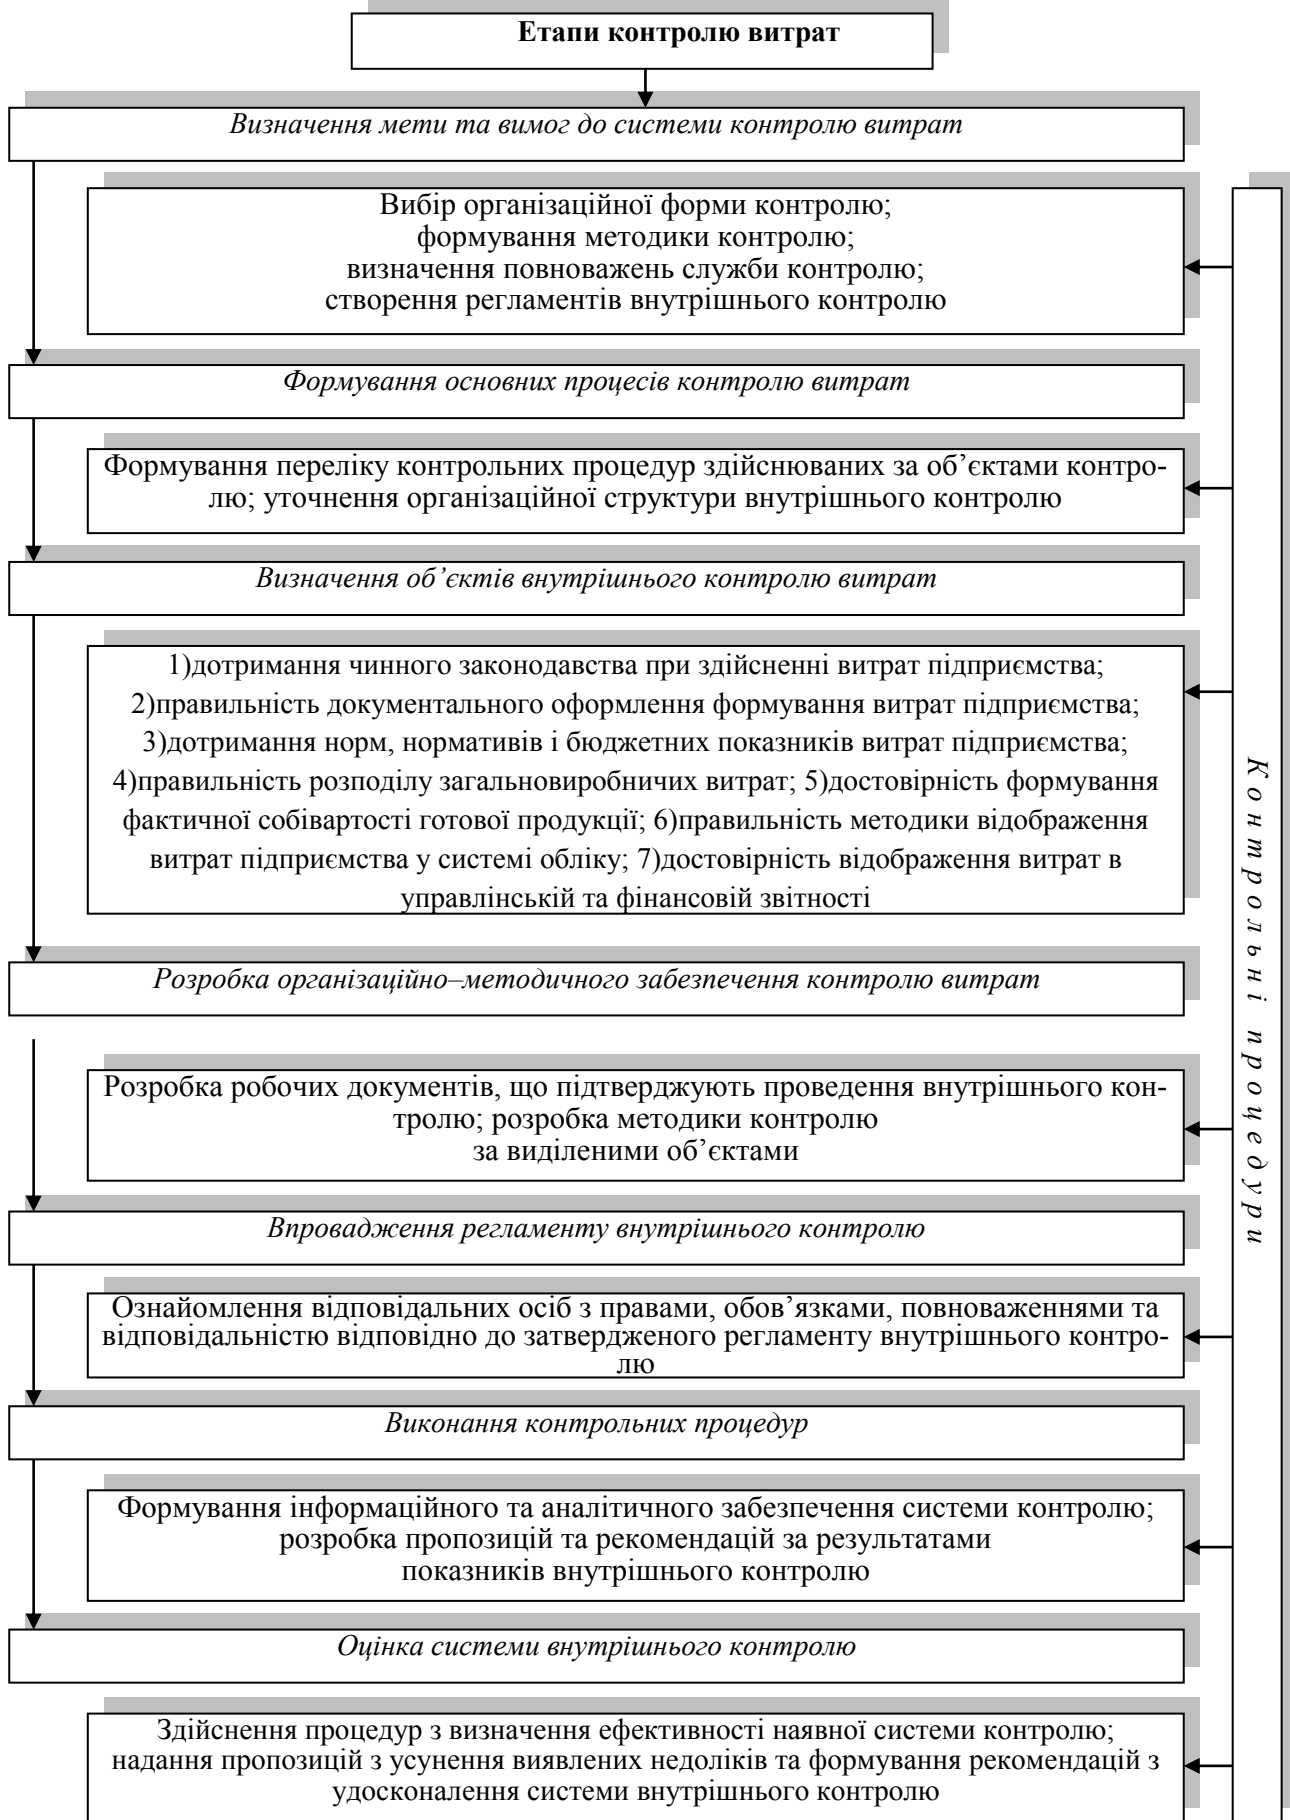 Етапи контролю витрат
Визначення мети та вимог до системи контролю витрат
Вибір організаційної форми контролю;
формування методики контролю;
визначення повноважень служби контролю;
створення регламентів внутрішнього контролю
Формування основних процесів контролю витрат
Формування переліку контрольних процедур здійснюваних за об’єктами контро-
лю; уточнення організаційної структури внутрішнього контролю
Визначення об’єктів внутрішнього контролю витрат
1)дотримання чинного законодавства при здійсненні витрат підприємства;
2)правильність документального оформлення формування витрат підприємства;
3)дотримання норм, нормативів і бюджетних показників витрат підприємства;
4)правильність розподілу загальновиробничих витрат; 5)достовірність формування
фактичної собівартості готової продукції; 6)правильність методики відображення
витрат підприємства у системі обліку; 7)достовірність відображення витрат в
управлінській та фінансовій звітності
Розробка організаційно–методичного забезпечення контролю витрат
Розробка робочих документів, що підтверджують проведення внутрішнього кон-
тролю; розробка методики контролю
за виділеними об’єктами
Впровадження регламенту внутрішнього контролю
Ознайомлення відповідальних осіб з правами, обов’язками, повноваженнями та
відповідальністю відповідно до затвердженого регламенту внутрішнього контро-
лю
Виконання контрольних процедур
Формування інформаційного та аналітичного забезпечення системи контролю;
розробка пропозицій та рекомендацій за результатами
показників внутрішнього контролю
Оцінка системи внутрішнього контролю
Здійснення процедур з визначення ефективності наявної системи контролю;
надання пропозицій з усунення виявлених недоліків та формування рекомендацій з
удосконалення системи внутрішнього контролю
Контрольні процедури